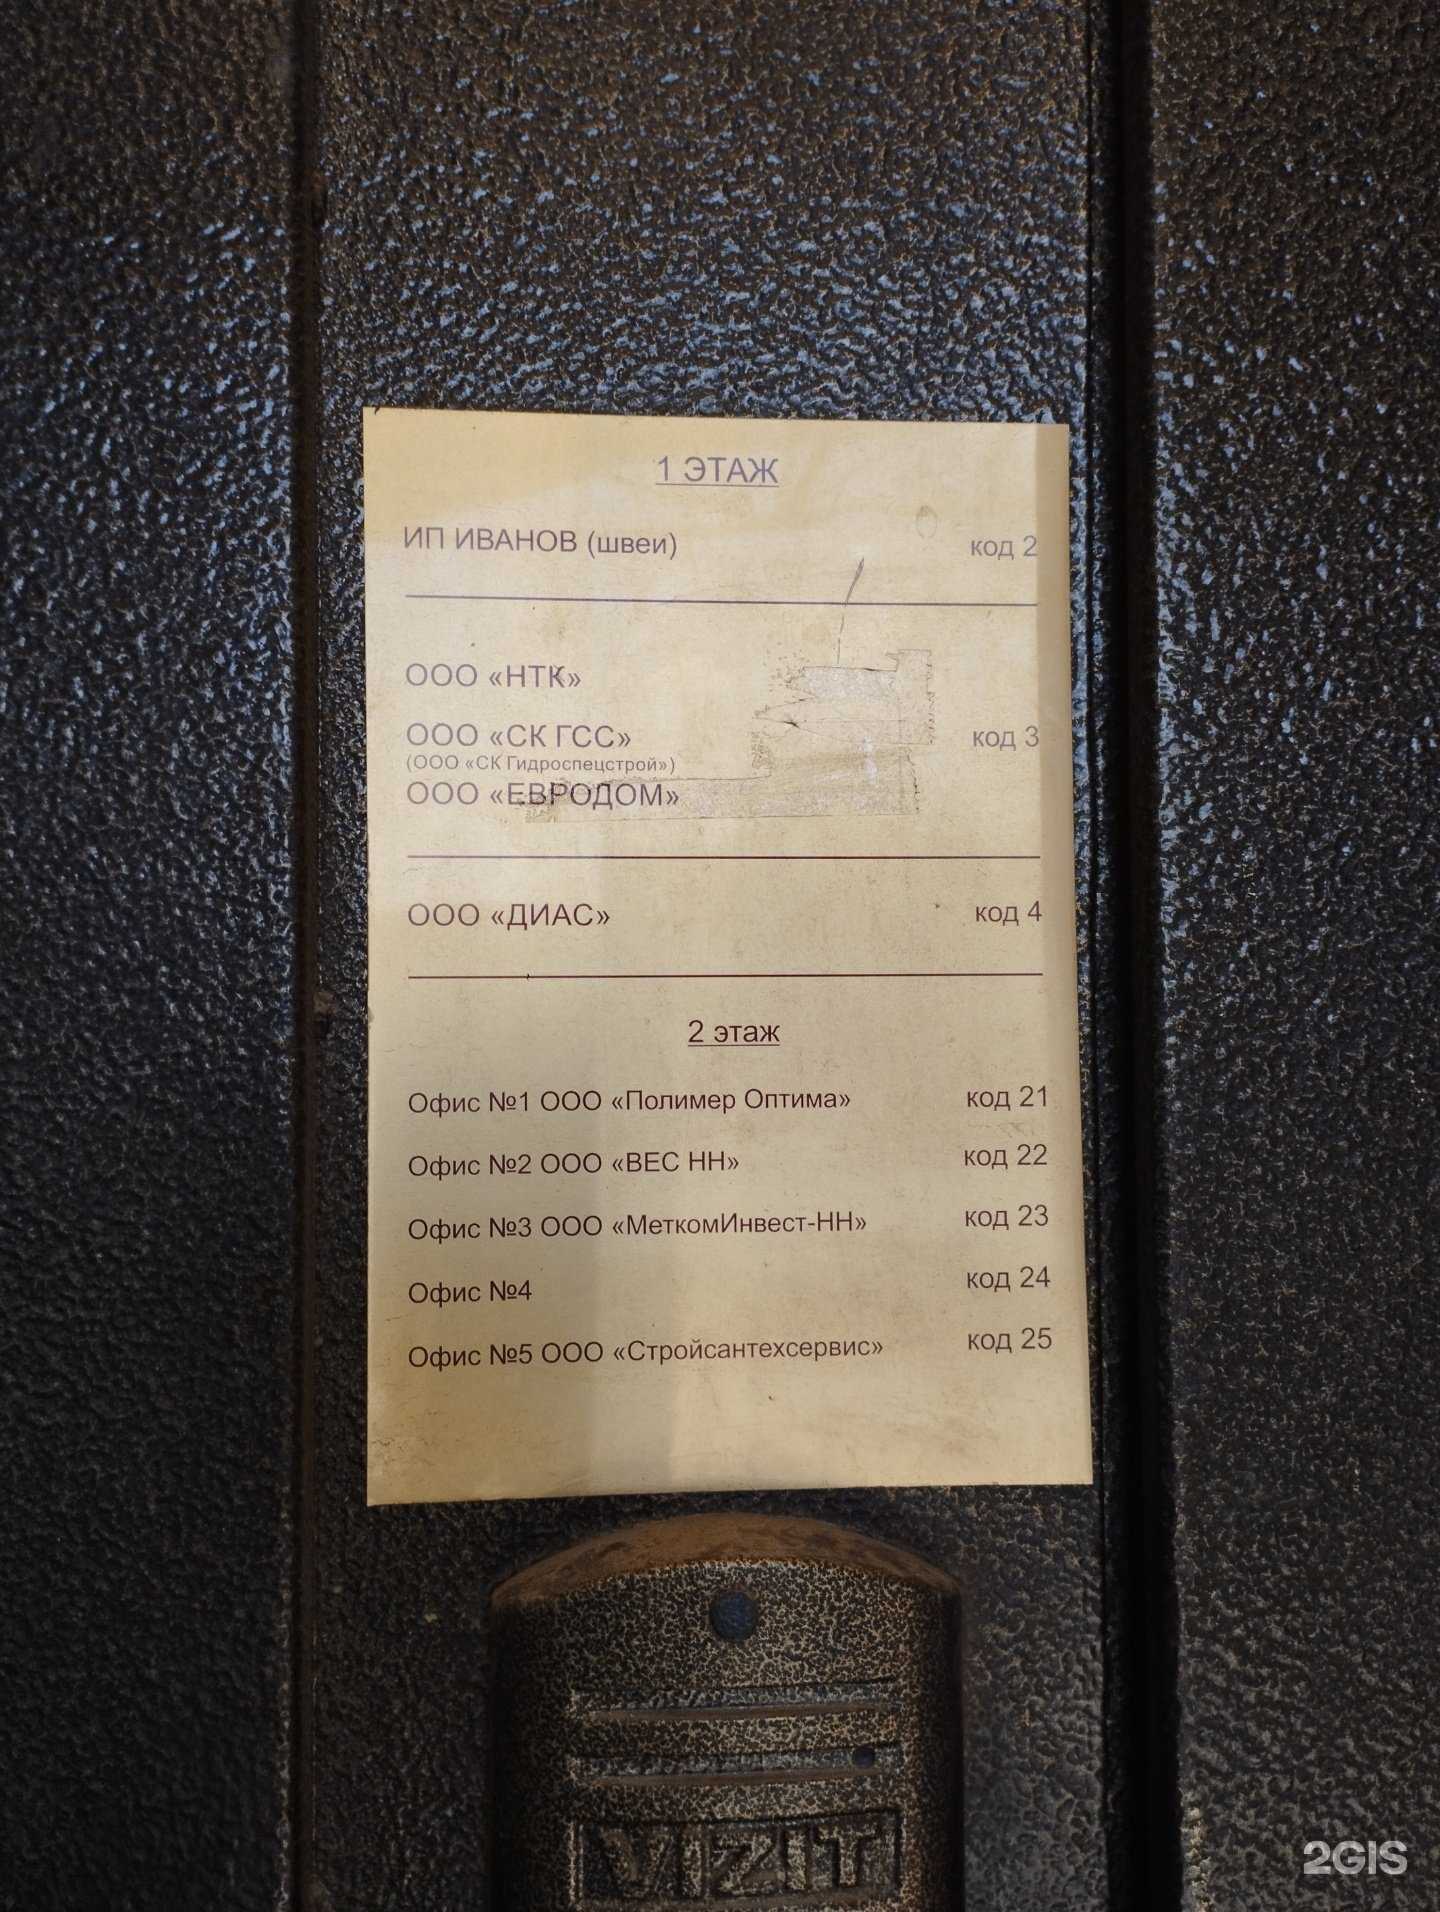 1 ЭТАЖ
ИП ИВАНОВ (швеи) код 2
ООО «НТК»
ООО «СК ГСС» код 3
(ООО «СК Гидроспецстрой»)
ООО «ЕВРОДОМ»
ООО «ДИАС» код 4
2 этаж
Офис №1 ООО «Полимер Оптима» код 21
Офис №2 ООО «ВЕС НН» код 22
Офис №3 ООО «МеткомИнвест-НН» код 23
Офис №4 код 24
Офис №5 ООО «Стройсантехсервис» код 25
VIZIT
2GIS